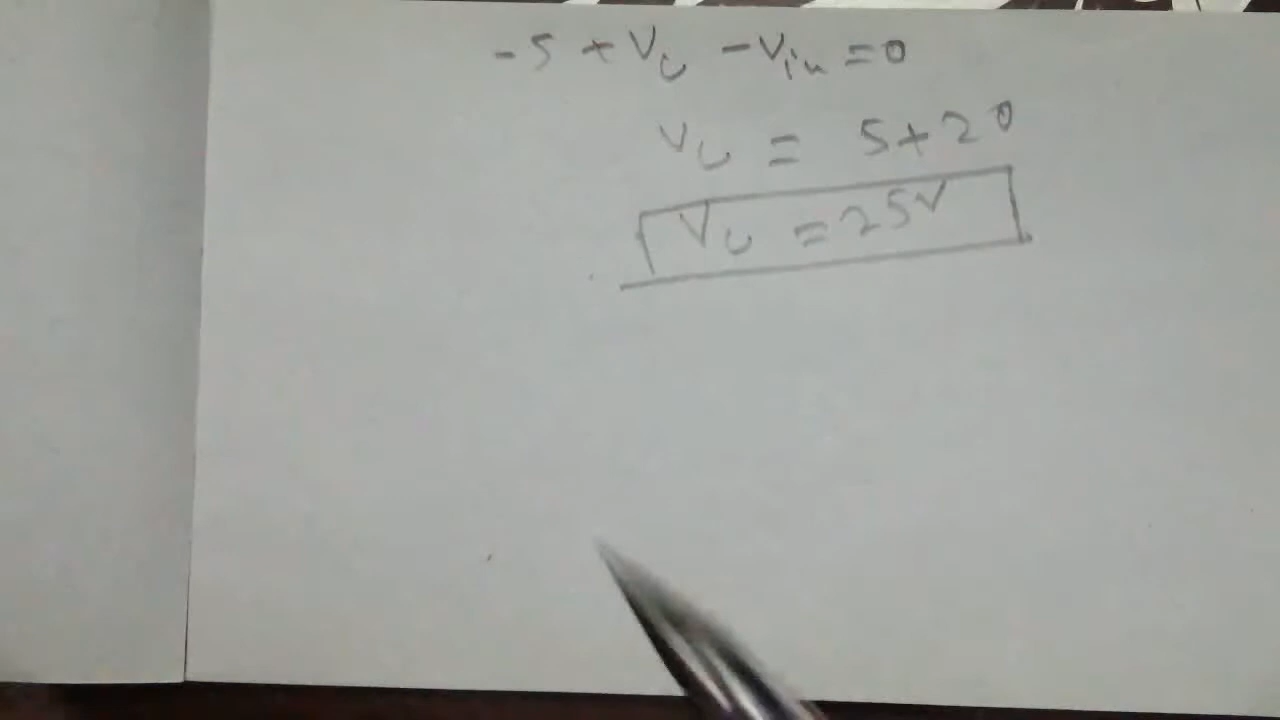 -5 + Vc - Vin = 0
Vc = 5+20
Vc = 25V